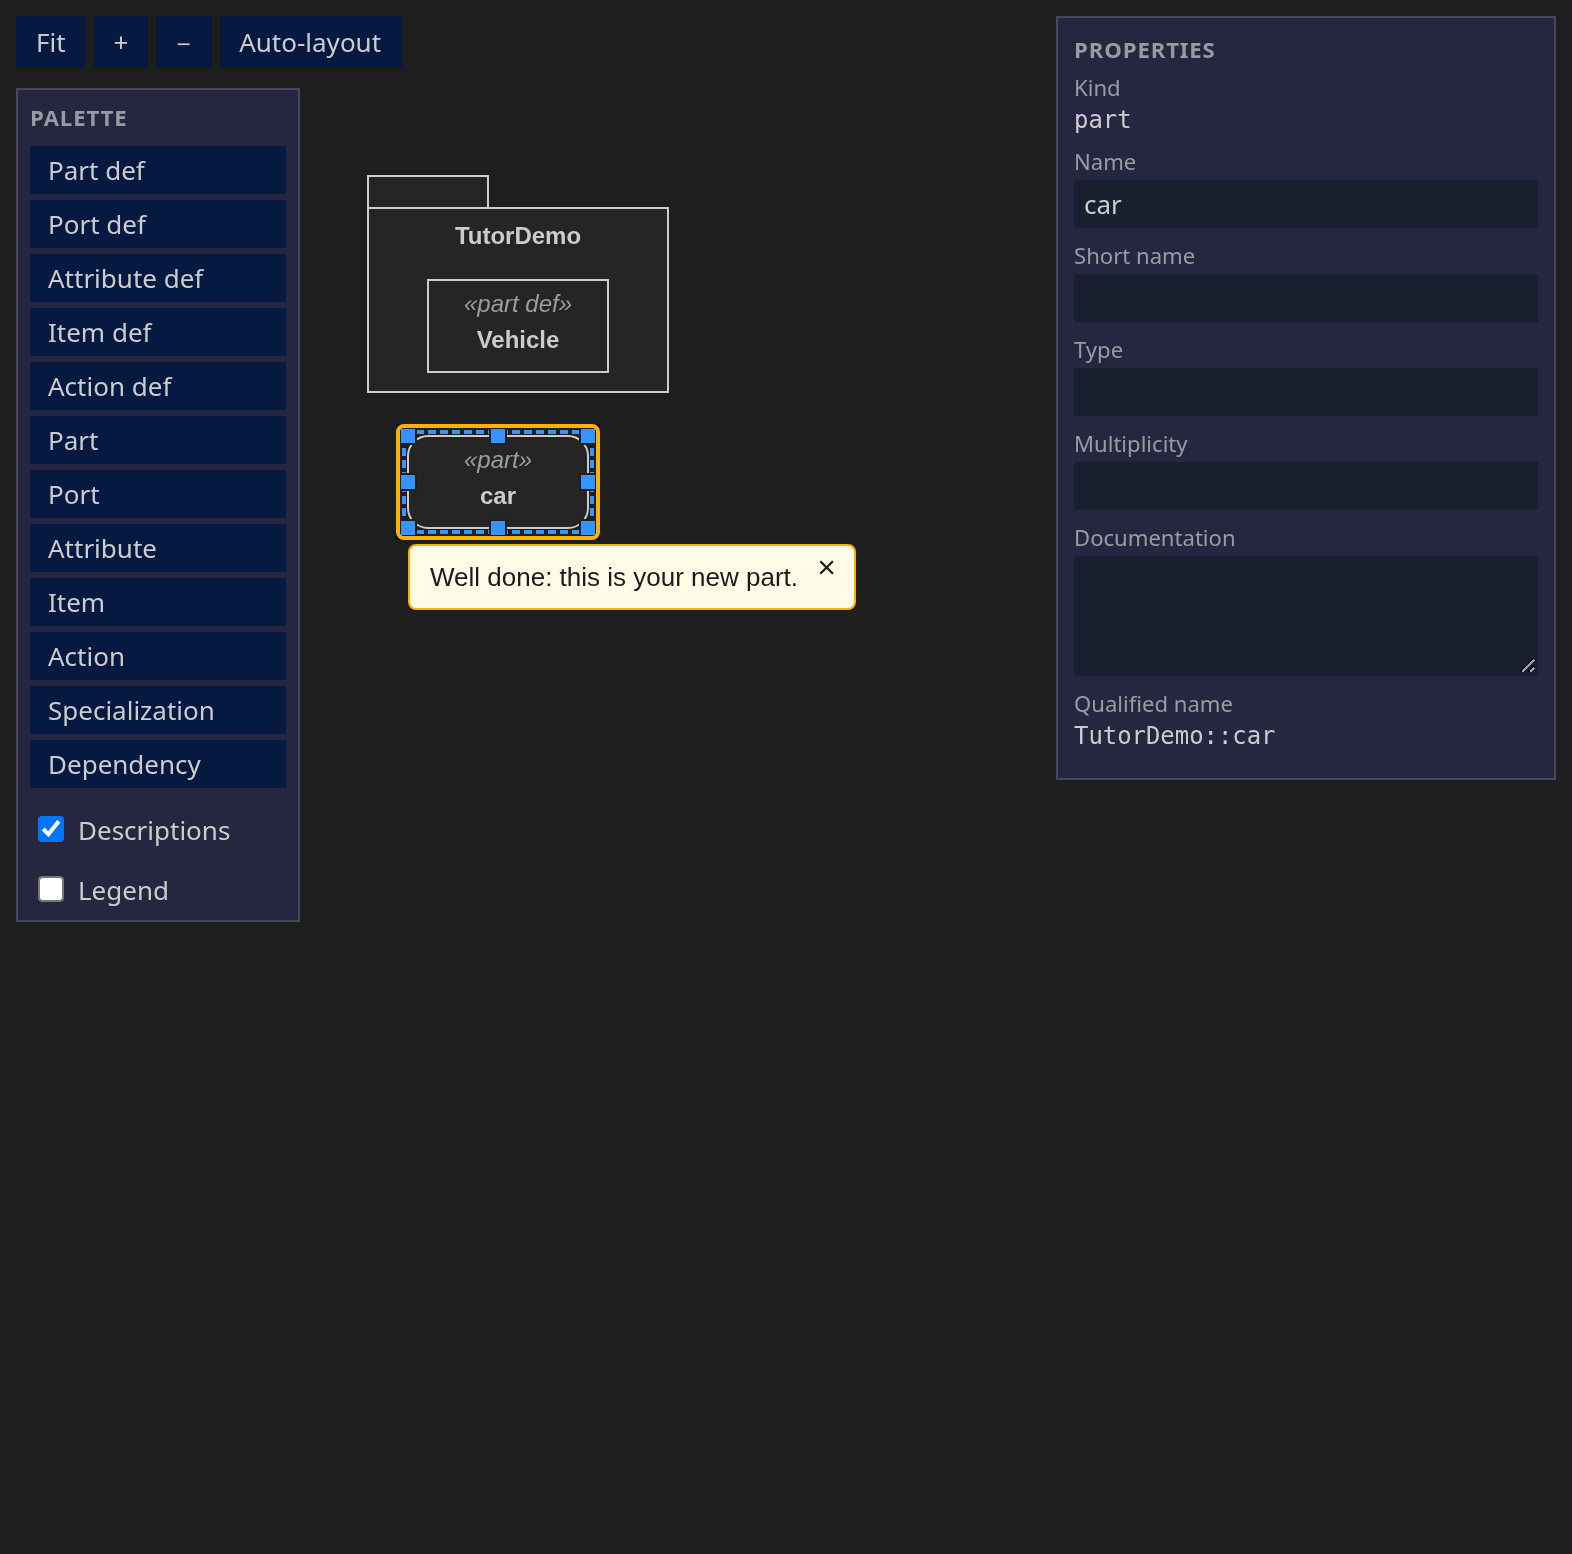 Fit
+
–
Auto-layout
PALETTE
Part def
Port def
Attribute def
Item def
Action def
Part
Port
Attribute
Item
Action
Specialization
Dependency
Descriptions
Legend
TutorDemo
«part def»
Vehicle
«part»
car
Well done: this is your new part. ×
PROPERTIES
Kind
part
Name
car
Short name
Type
Multiplicity
Documentation
Qualified name
TutorDemo::car